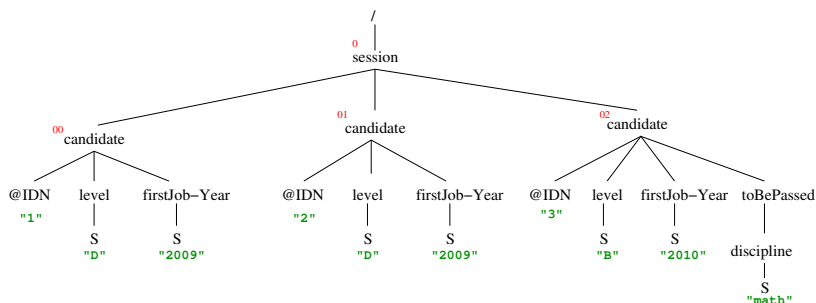 /
0
session
00 01 02
candidate candidate candidate
@IDN level firstJob–Year @IDN level firstJob–Year @IDN level firstJob–Year toBePassed
"1" "2" "3"
S S S S S S discipline
"D" "2009" "D" "2009" "B" "2010"
S
"math"